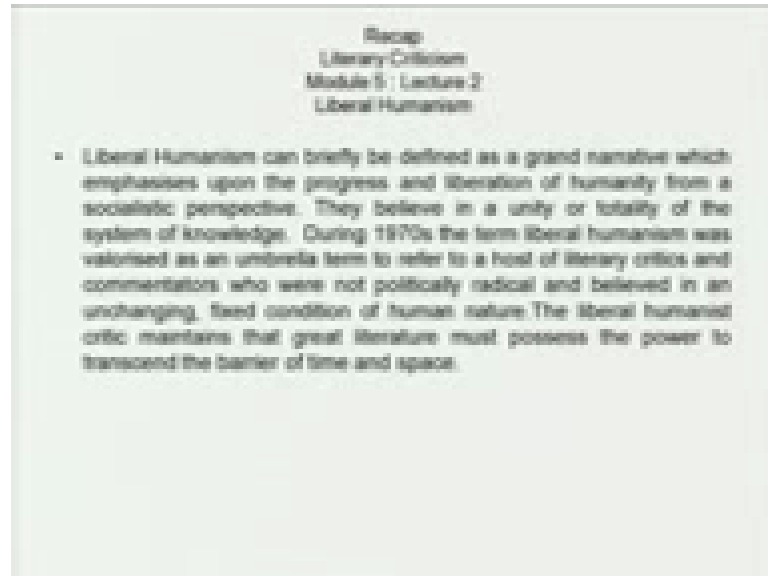 Recap
Literary Criticism
Module 5 : Lecture 2
Liberal Humanism
• Liberal Humanism can briefly be defined as a grand narrative which
emphasises upon the progress and liberation of humanity from a
socialistic perspective. They believe in a unity or totality of the
system of knowledge. During 1970s the term liberal humanism was
valorised as an umbrella term to refer to a host of literary critics and
commentators who were not politically radical and believed in an
unchanging, fixed condition of human nature.The liberal humanist
critic maintains that great literature must possess the power to
transcend the barrier of time and space.